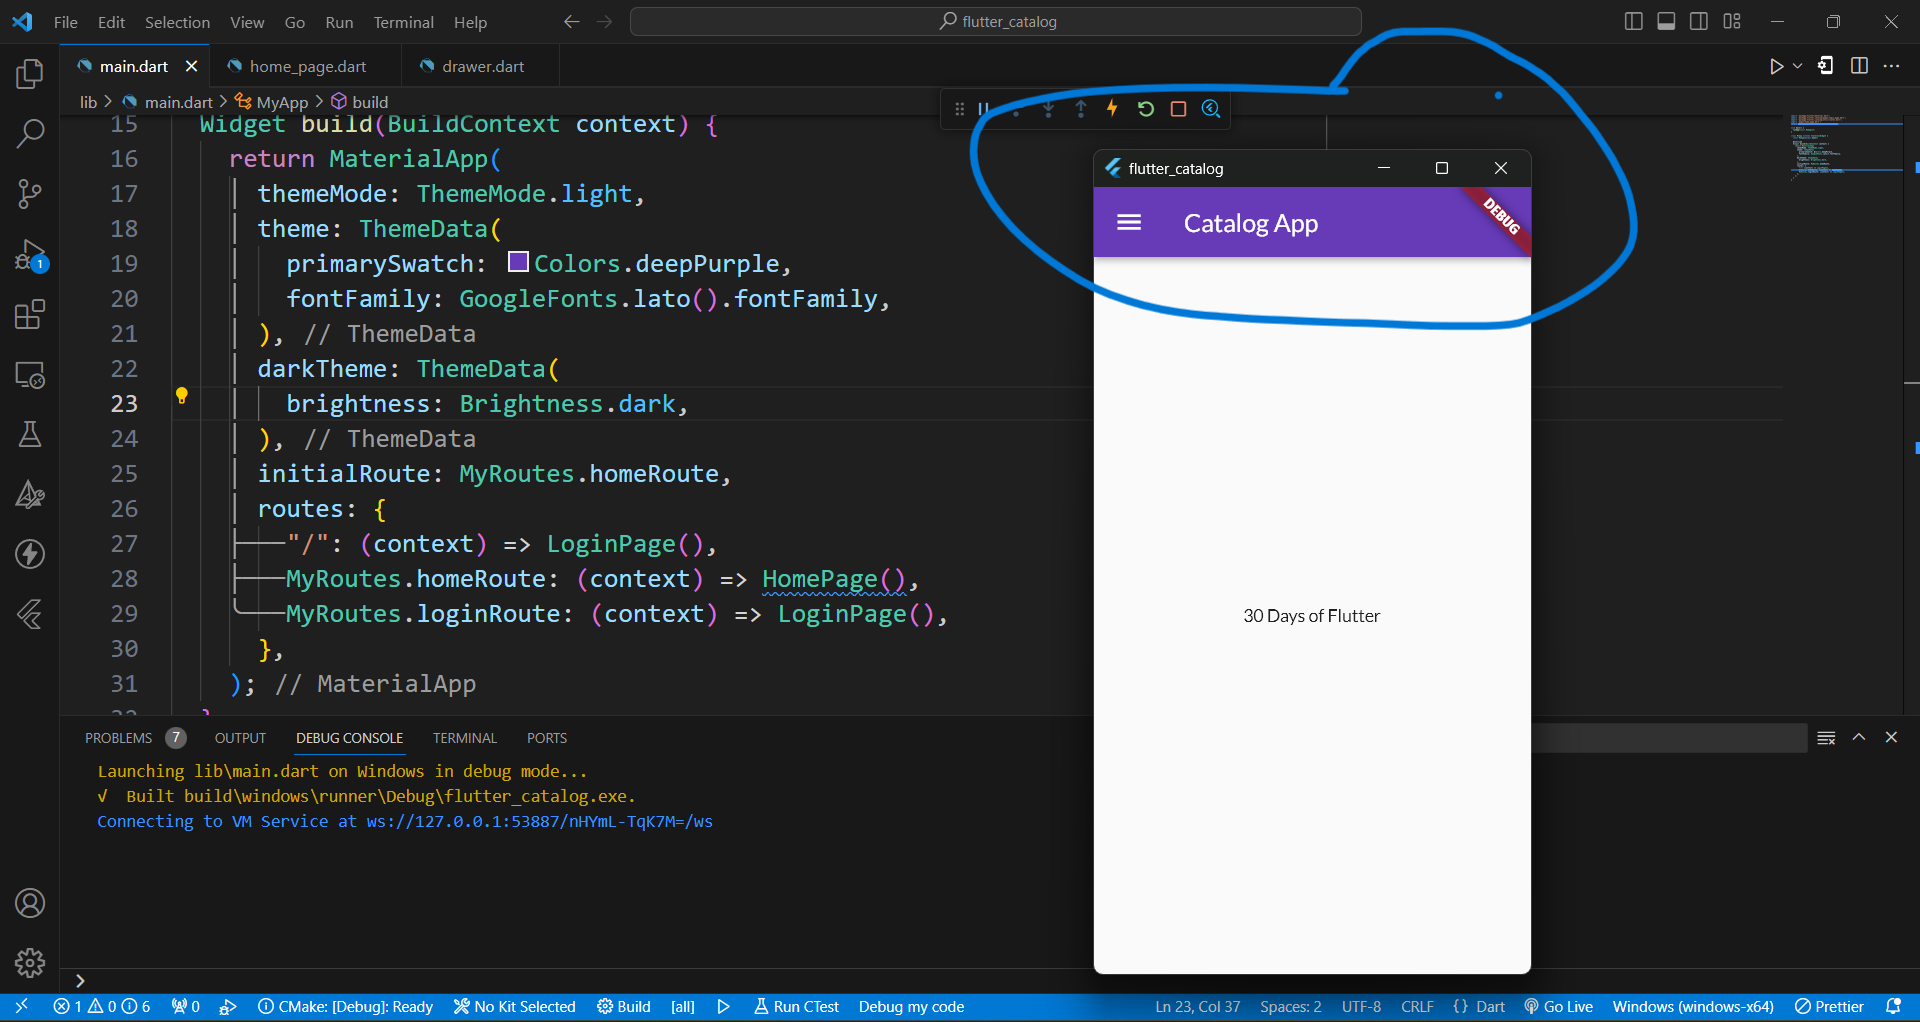 File Edit Selection View Go Run Terminal Help flutter_catalog
main.dart home_page.dart drawer.dart
lib > main.dart > MyApp > build
15 Widget build(BuildContext context) {
16 return MaterialApp(
17 themeMode: ThemeMode.light,
18 theme: ThemeData(
19 primarySwatch: Colors.deepPurple,
20 fontFamily: GoogleFonts.lato().fontFamily,
21 ), // ThemeData
22 darkTheme: ThemeData(
23 brightness: Brightness.dark,
24 ), // ThemeData
25 initialRoute: MyRoutes.homeRoute,
26 routes: {
27 "/": (context) => LoginPage(),
28 MyRoutes.homeRoute: (context) => HomePage(),
29 MyRoutes.loginRoute: (context) => LoginPage(),
30 },
31 ); // MaterialApp
flutter_catalog
Catalog App
DEBUG
30 Days of Flutter
1
PROBLEMS 7 OUTPUT DEBUG CONSOLE TERMINAL PORTS
Launching lib\main.dart on Windows in debug mode...
√ Built build\windows\runner\Debug\flutter_catalog.exe.
Connecting to VM Service at ws://127.0.0.1:53887/nHYmL-TqK7M=/ws
>
1 0 6 0 CMake: [Debug]: Ready No Kit Selected Build [all] Run CTest Debug my code Ln 23, Col 37 Spaces: 2 UTF-8 CRLF {} Dart Go Live Windows (windows-x64) Prettier